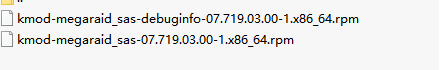 kmod-megaraid_sas-debuginfo-07.719.03.00-1.x86_64.rpm
kmod-megaraid_sas-07.719.03.00-1.x86_64.rpm